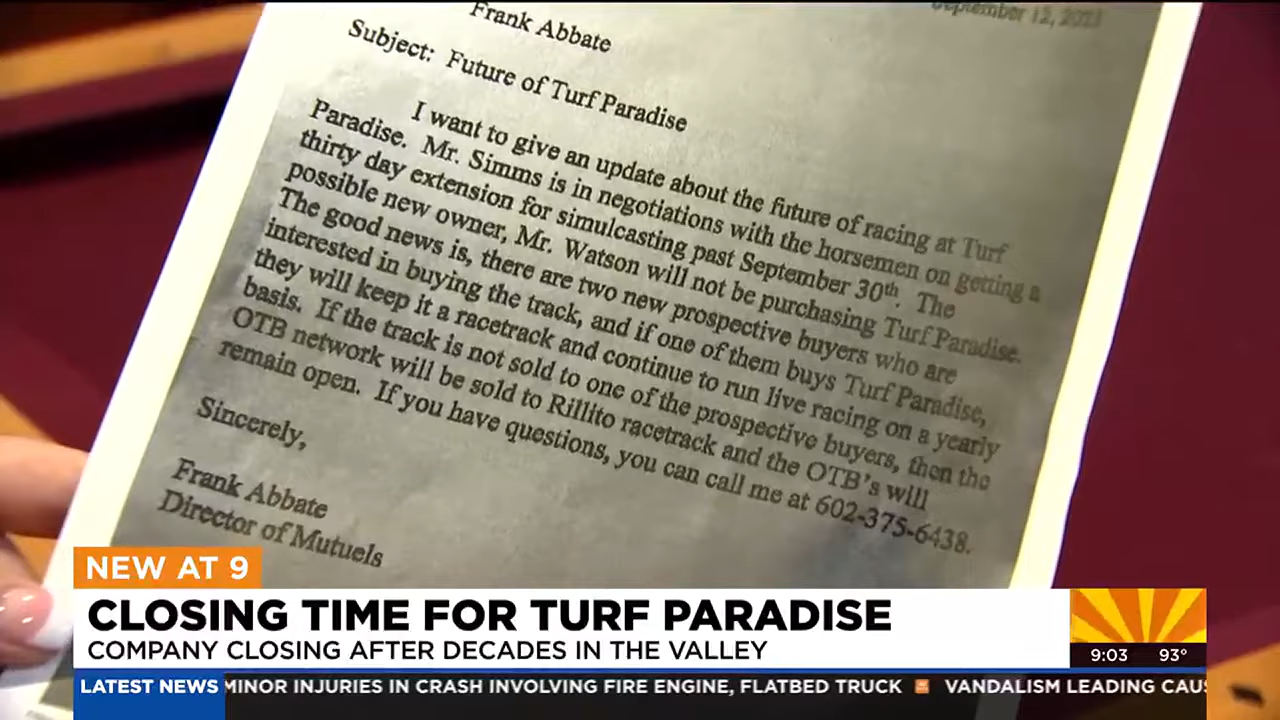 September 12, 2023
Frank Abbate
Subject: Future of Turf Paradise
I want to give an update about the future of racing at Turf
Paradise. Mr. Simms is in negotiations with the horsemen on getting a
thirty day extension for simulcasting past September 30th. The
possible new owner, Mr. Watson will not be purchasing Turf Paradise.
The good news is, there are two new prospective buyers who are
interested in buying the track, and if one of them buys Turf Paradise,
they will keep it a racetrack and continue to run live racing on a yearly
basis. If the track is not sold to one of the prospective buyers, then the
OTB network will be sold to Rillito racetrack and the OTB's will
remain open. If you have questions, you can call me at 602-375-6438.
Sincerely,
Frank Abbate
Director of Mutuels
NEW AT 9
CLOSING TIME FOR TURF PARADISE
COMPANY CLOSING AFTER DECADES IN THE VALLEY
9:03 93°
LATEST NEWS MINOR INJURIES IN CRASH INVOLVING FIRE ENGINE, FLATBED TRUCK VANDALISM LEADING